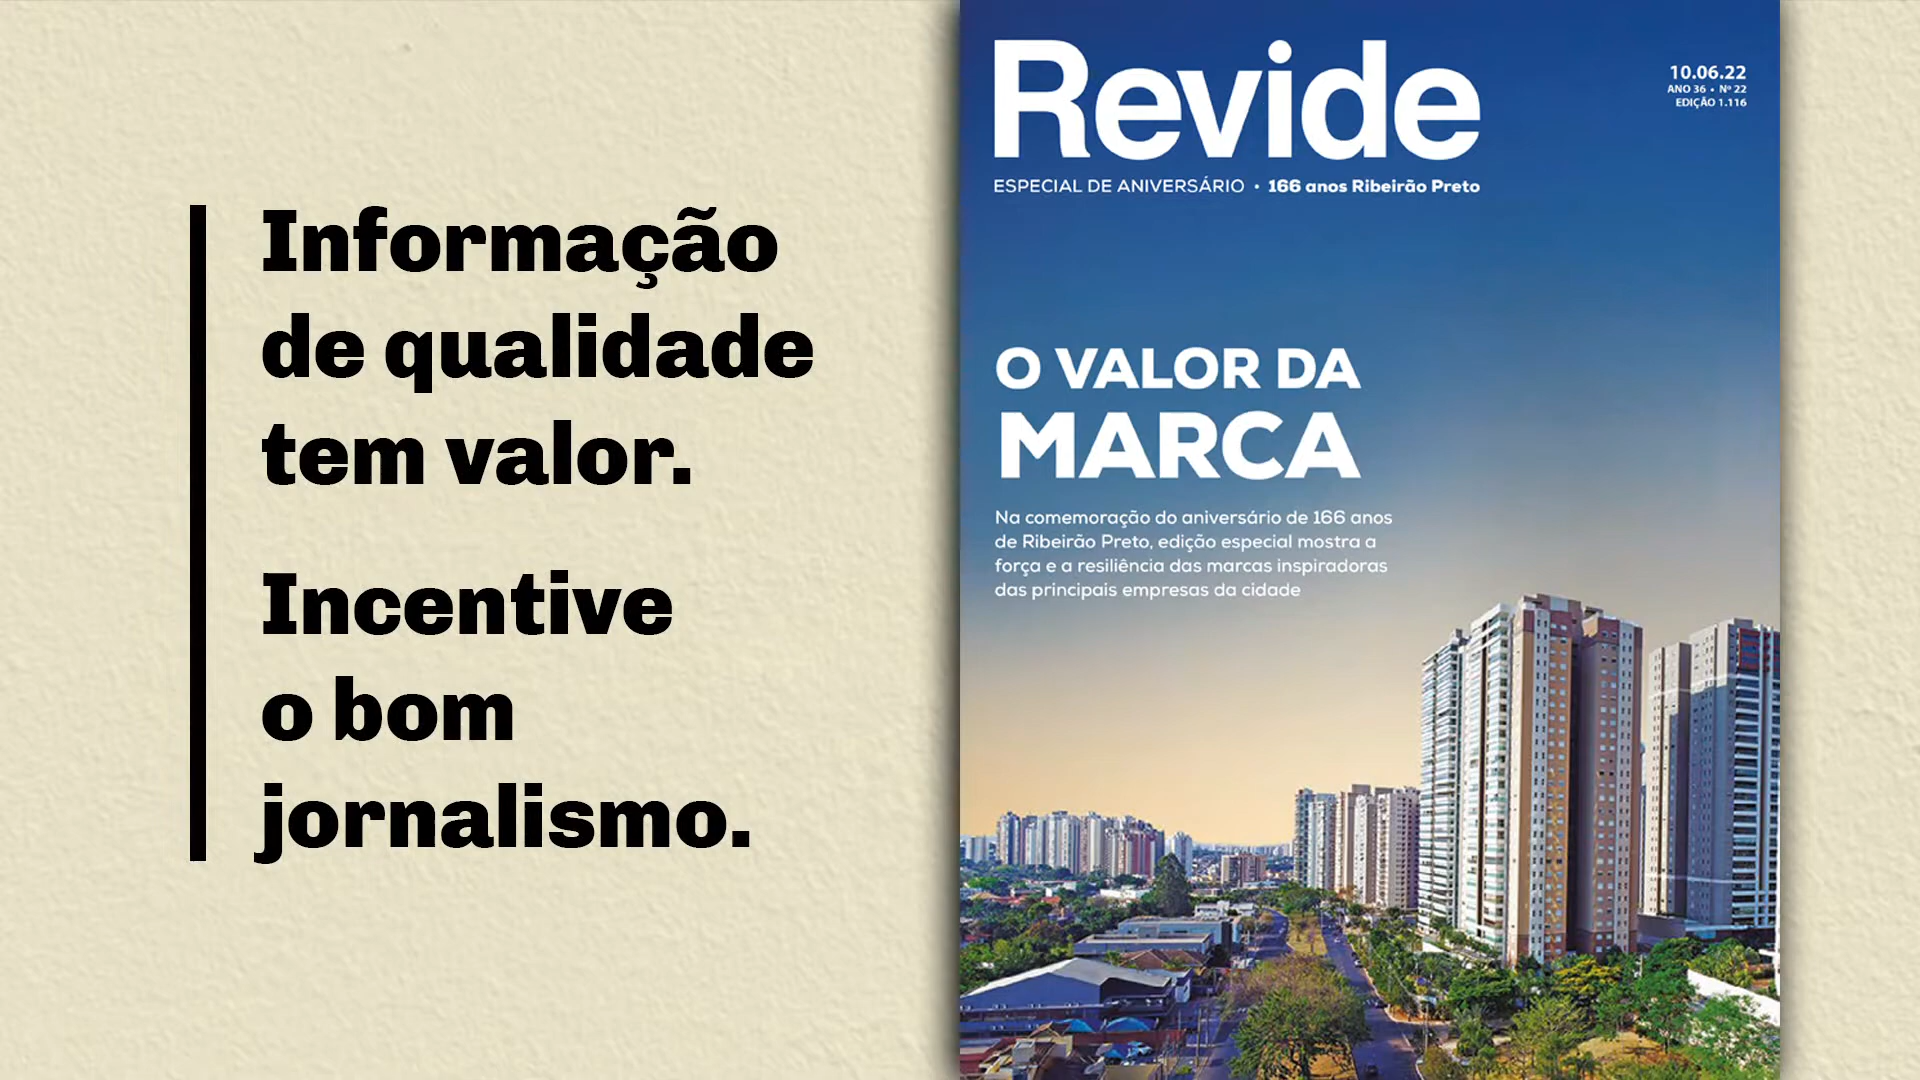 Informação
de qualidade
tem valor.
Incentive
o bom
jornalismo.
Revide
10.06.22
ANO 36 • Nº 22
EDIÇÃO 1.116
ESPECIAL DE ANIVERSÁRIO • 166 anos Ribeirão Preto
O VALOR DA
MARCA
Na comemoração do aniversário de 166 anos
de Ribeirão Preto, edição especial mostra a
força e a resiliência das marcas inspiradoras
das principais empresas da cidade